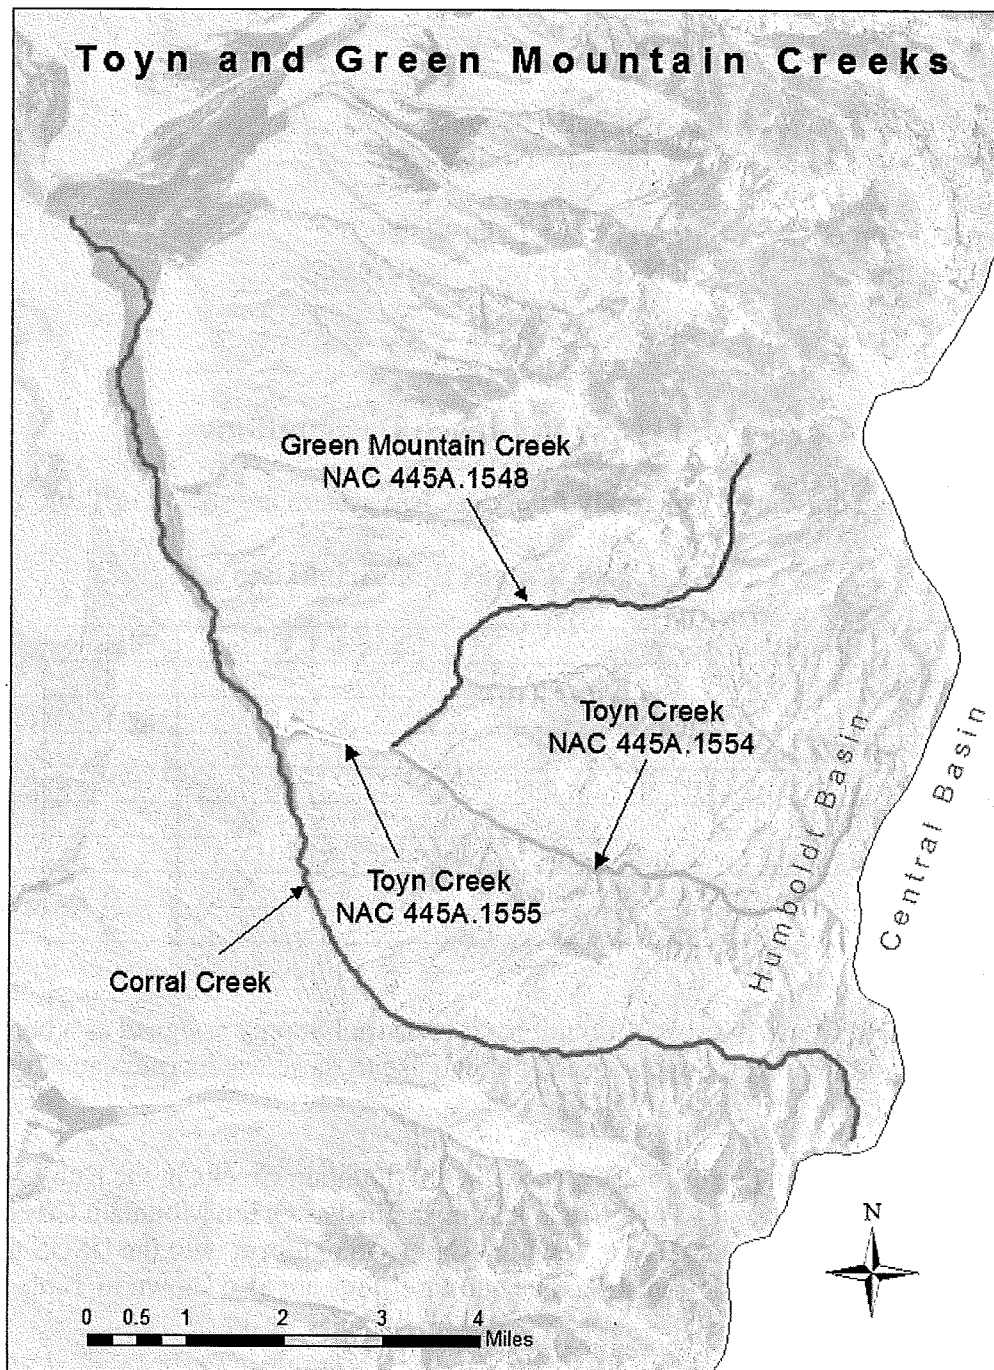 Toyn and Green Mountain Creeks
Green Mountain Creek
NAC 445A.1548
Toyn Creek
NAC 445A.1554
Humboldt Basin
Central Basin
Toyn Creek
NAC 445A.1555
Corral Creek
N
0 0.5 1 2 3 4
Miles